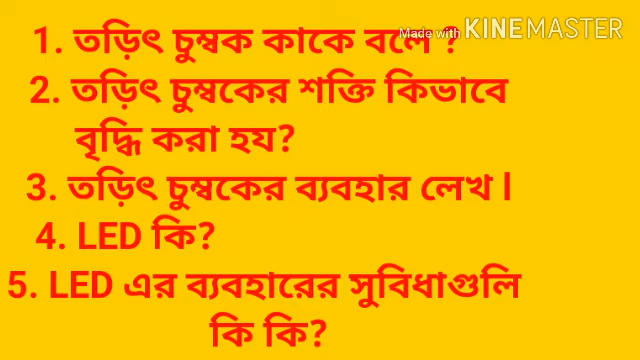 1. তড়িৎ চুম্বক কাকে বলে ?
Made with KINEMASTER
2. তড়িৎ চুম্বকের শক্তি কিভাবে
বৃদ্ধি করা হয?
3. তড়িৎ চুম্বকের ব্যবহার লেখ।
4. LED কি?
5. LED এর ব্যবহারের সুবিধাগুলি
কি কি?